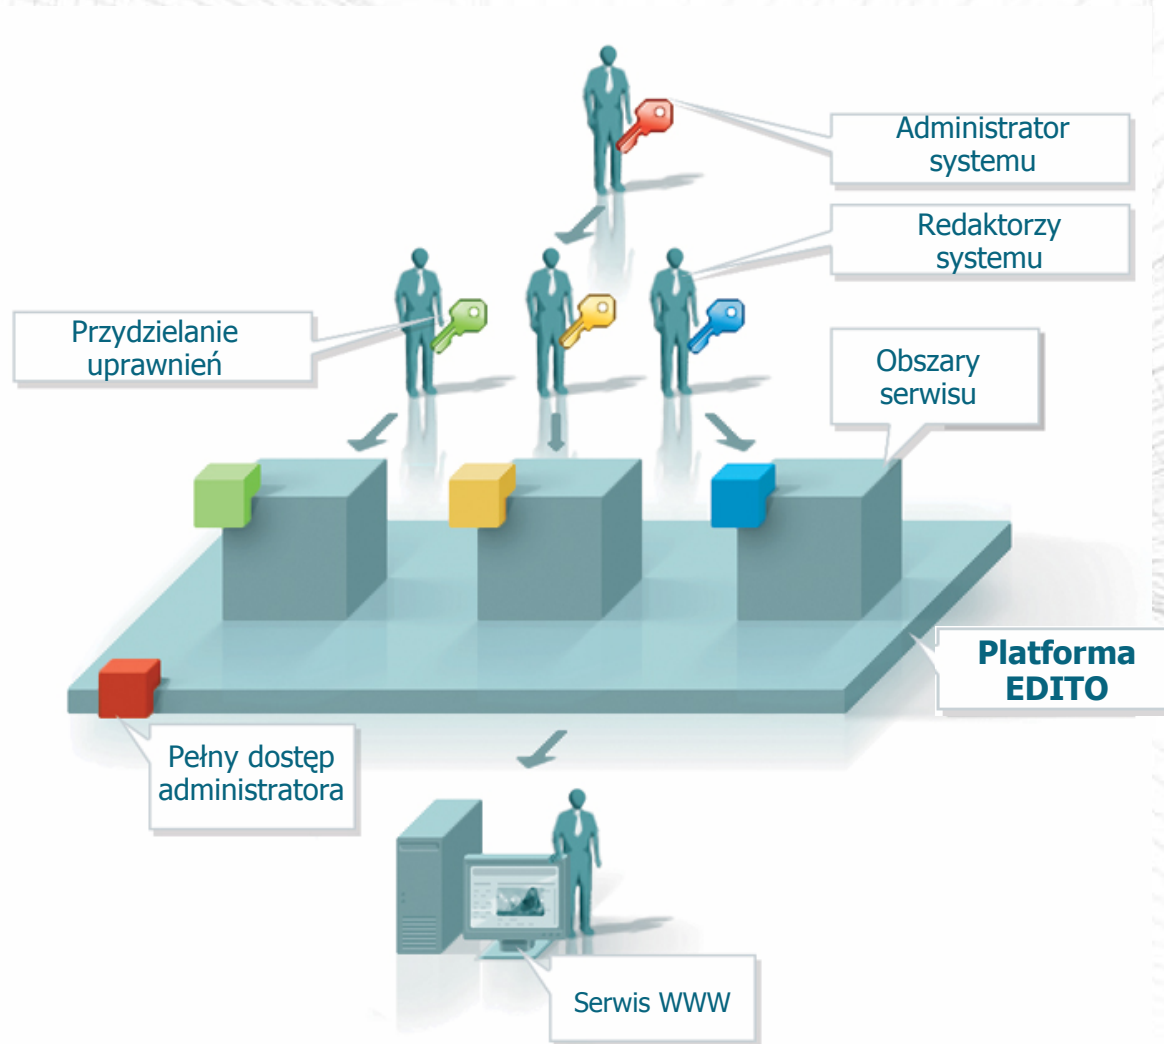 Administrator
systemu
Redaktorzy
systemu
Przydzielanie
uprawnień
Obszary
serwisu
Platforma
EDITO
Pełny dostęp
administratora
Serwis WWW